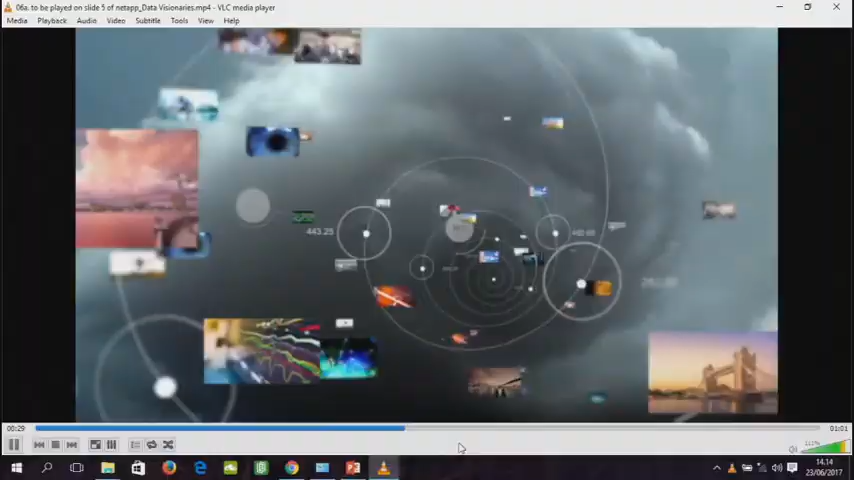 06a. to be played on slide 5 of netapp_Data Visionaries.mp4 - VLC media player
Media Playback Audio Video Subtitle Tools View Help
443.25
00:29
01:01
14.14
23/06/2017